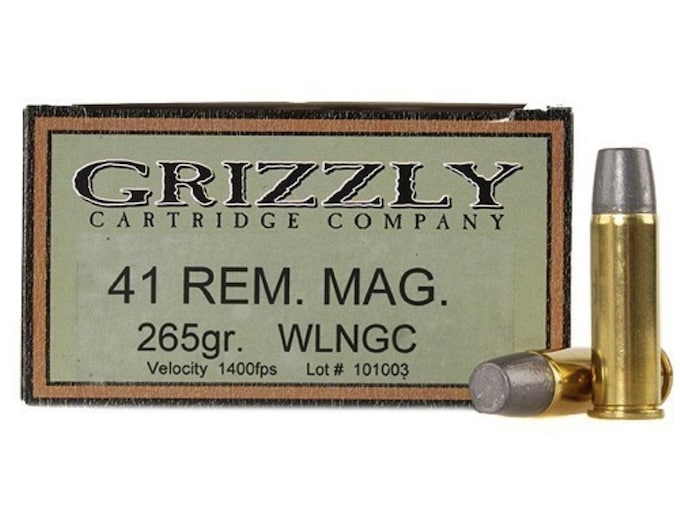 GRIZZLY
CARTRIDGE COMPANY
41 REM. MAG.
265gr. WLNGC
Velocity 1400fps Lot # 101003